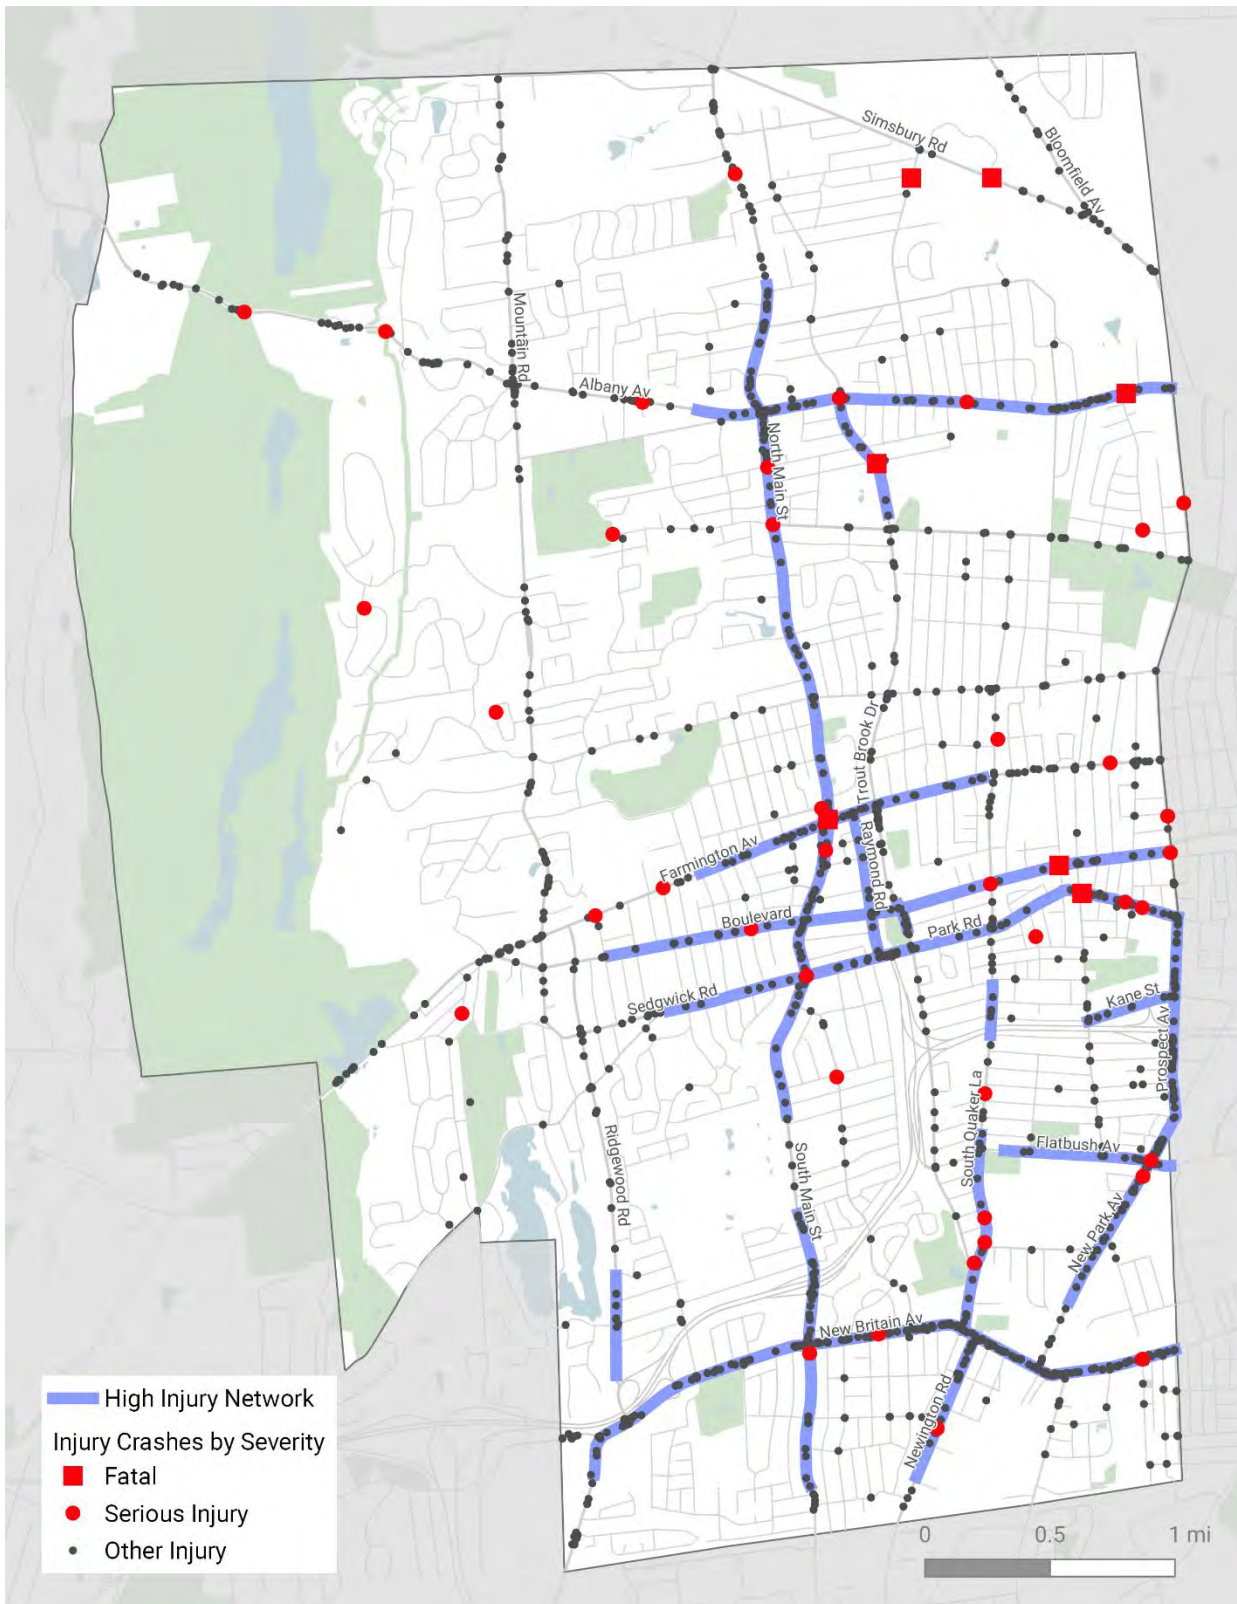 Simsbury Rd
Bloomfield Av
Mountain Rd
Albany Av
North Main St
Trout Brook Dr
Raymond Rd
Farmington Av
Boulevard
Park Rd
Sedgwick Rd
Kane St
Prospect Av
South Quaker La
Flatbush Av
Ridgewood Rd
South Main St
New Park Av
New Britain Av
Newington Rd
High Injury Network
Injury Crashes by Severity
Fatal
Serious Injury
Other Injury
0 0.5 1 mi